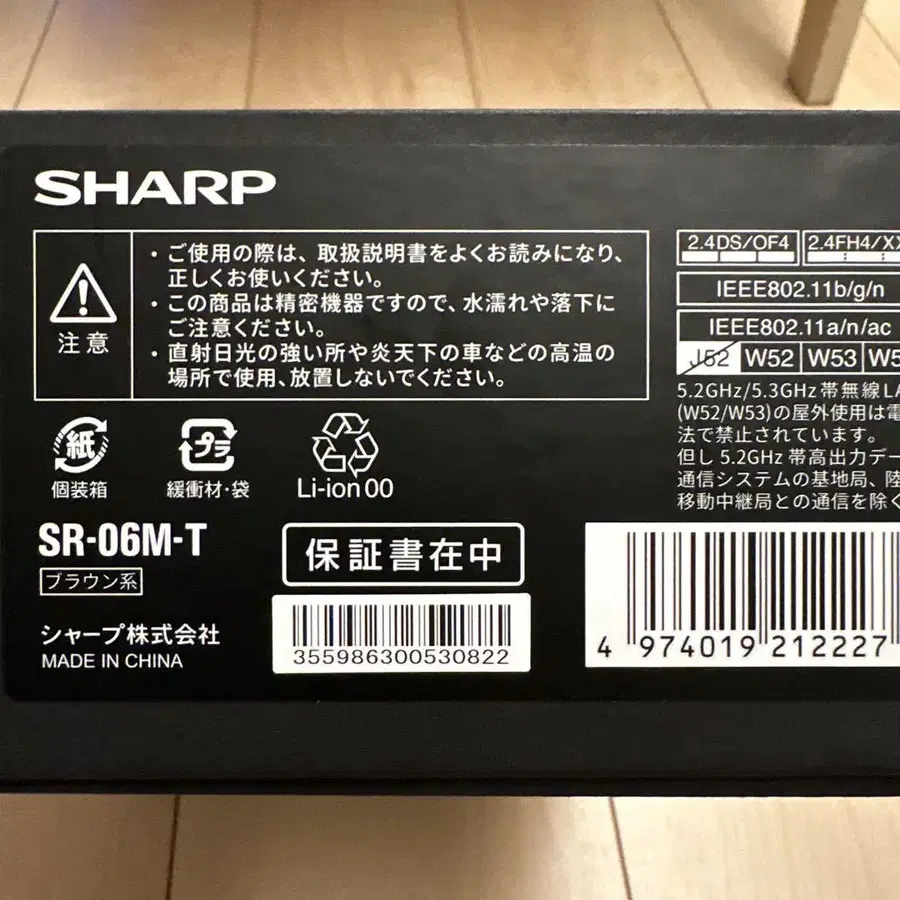 SHARP
注意
・ご使用の際は、取扱説明書をよくお読みになり、
正しくお使いください。
・この商品は精密機器ですので、水濡れや落下に
ご注意ください。
・直射日光の強い所や炎天下の車などの高温の
場所で使用、放置しないでください。
紙
個装箱
プラ
緩衝材・袋
Li-ion 00
SR-06M-T
ブラウン系
保証書在中
シャープ株式会社
MADE IN CHINA
355986300530822
2.4DS/OF4
2.4FH4/XX
IEEE802.11b/g/n
IEEE802.11a/n/ac
J52 W52 W53 W5
5.2GHz/5.3GHz帯無線LA
(W52/W53)の屋外使用は電
法で禁止されています。
但し 5.2GHz 帯高出力デー
通信システムの基地局、陸
移動中継局との通信を除く
4 974019 212227